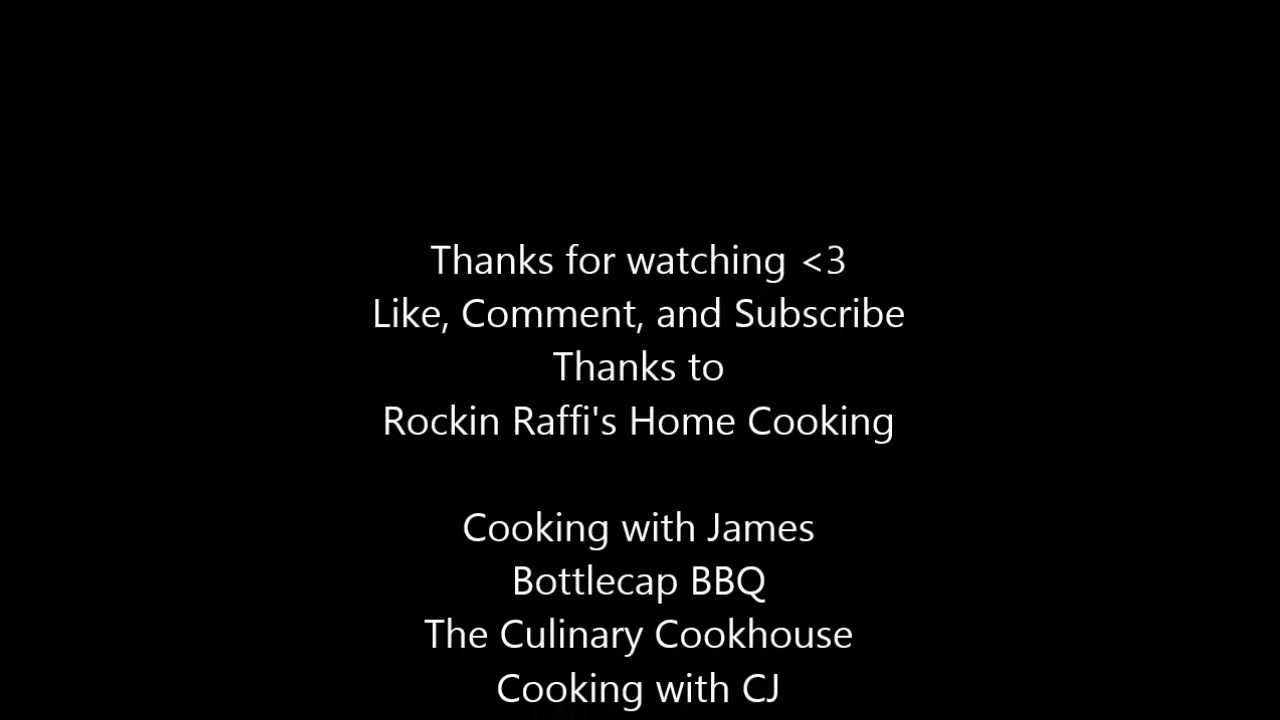 Thanks for watching <3
Like, Comment, and Subscribe
Thanks to
Rockin Raffi's Home Cooking
Cooking with James
Bottlecap BBQ
The Culinary Cookhouse
Cooking with CJ